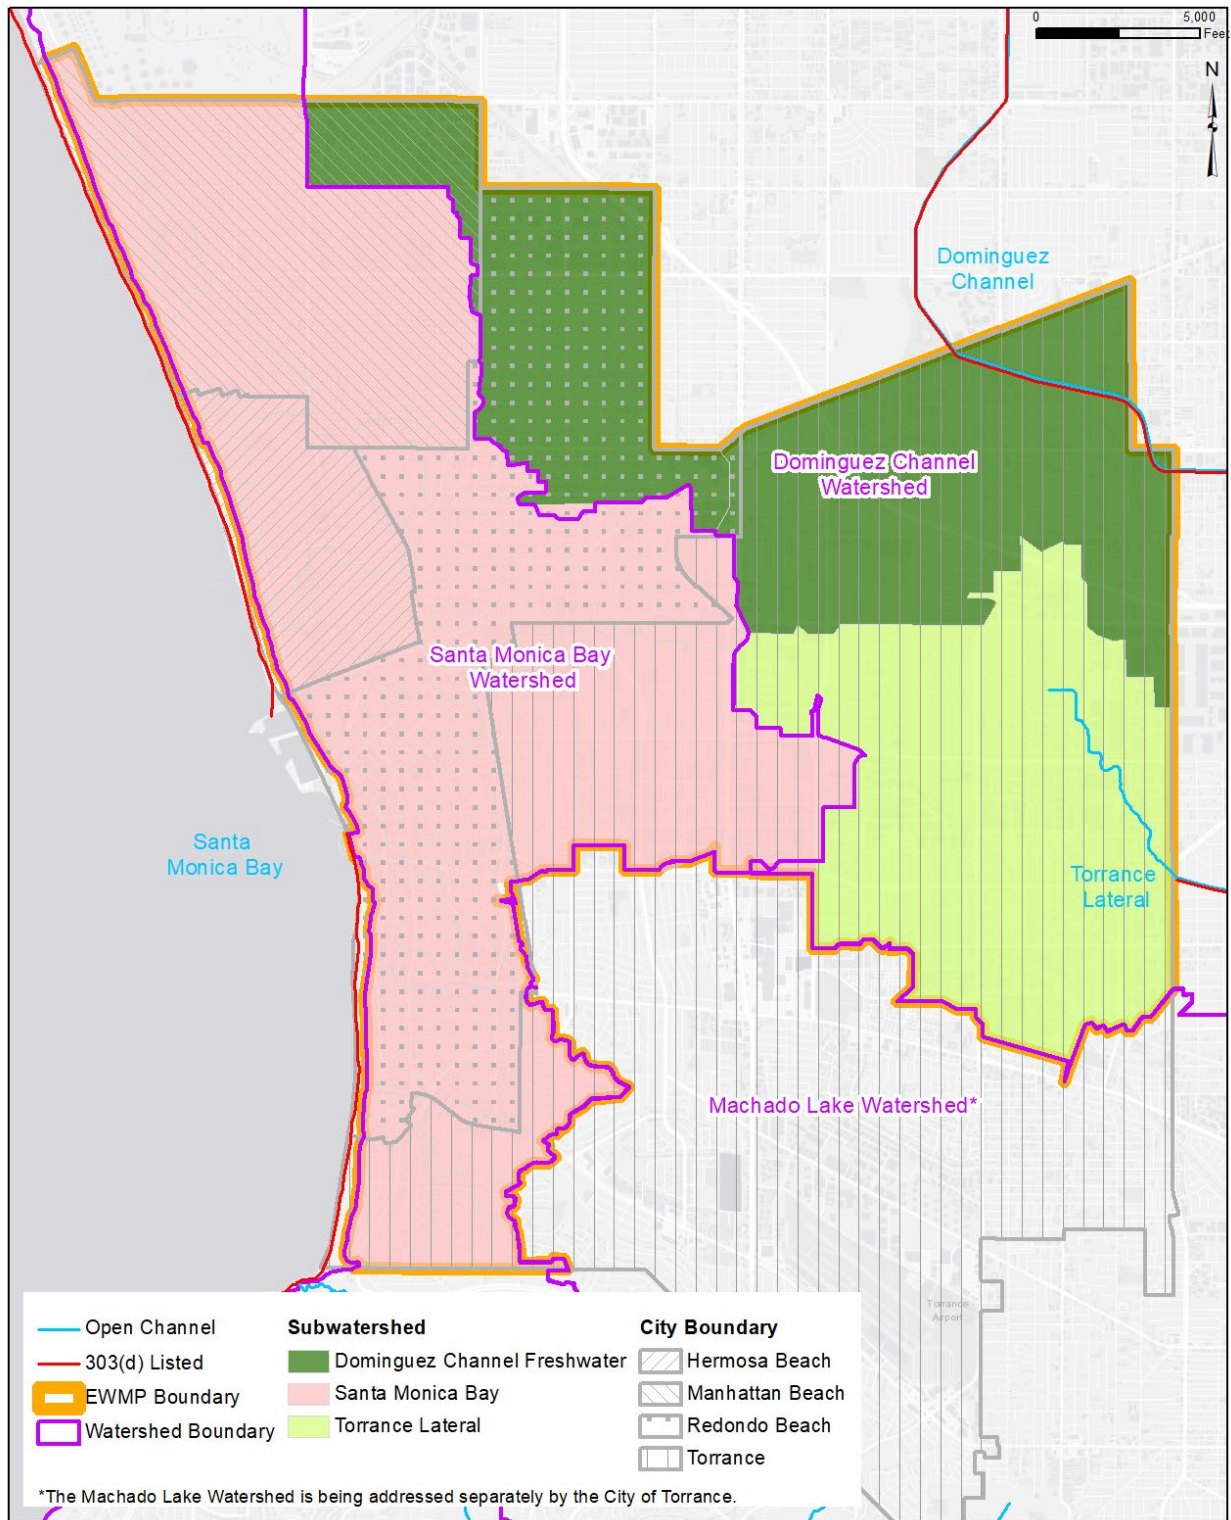 0 5,000
Feet
N
Dominguez
Channel
Dominguez Channel
Watershed
Santa Monica Bay
Watershed
Santa
Monica Bay
Torrance
Lateral
Machado Lake Watershed*
Torrance
Airport
Open Channel
303(d) Listed
EWMP Boundary
Watershed Boundary
Subwatershed
Dominguez Channel Freshwater
Santa Monica Bay
Torrance Lateral
City Boundary
Hermosa Beach
Manhattan Beach
Redondo Beach
Torrance
*The Machado Lake Watershed is being addressed separately by the City of Torrance.